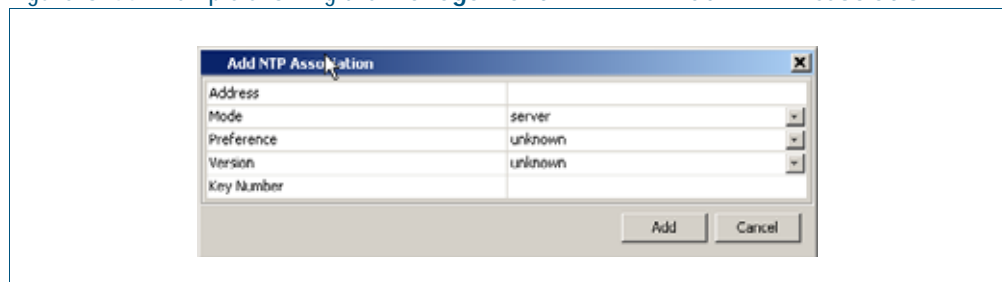 Add NTP Association
Address
Mode server
Preference unknown
Version unknown
Key Number
Add Cancel